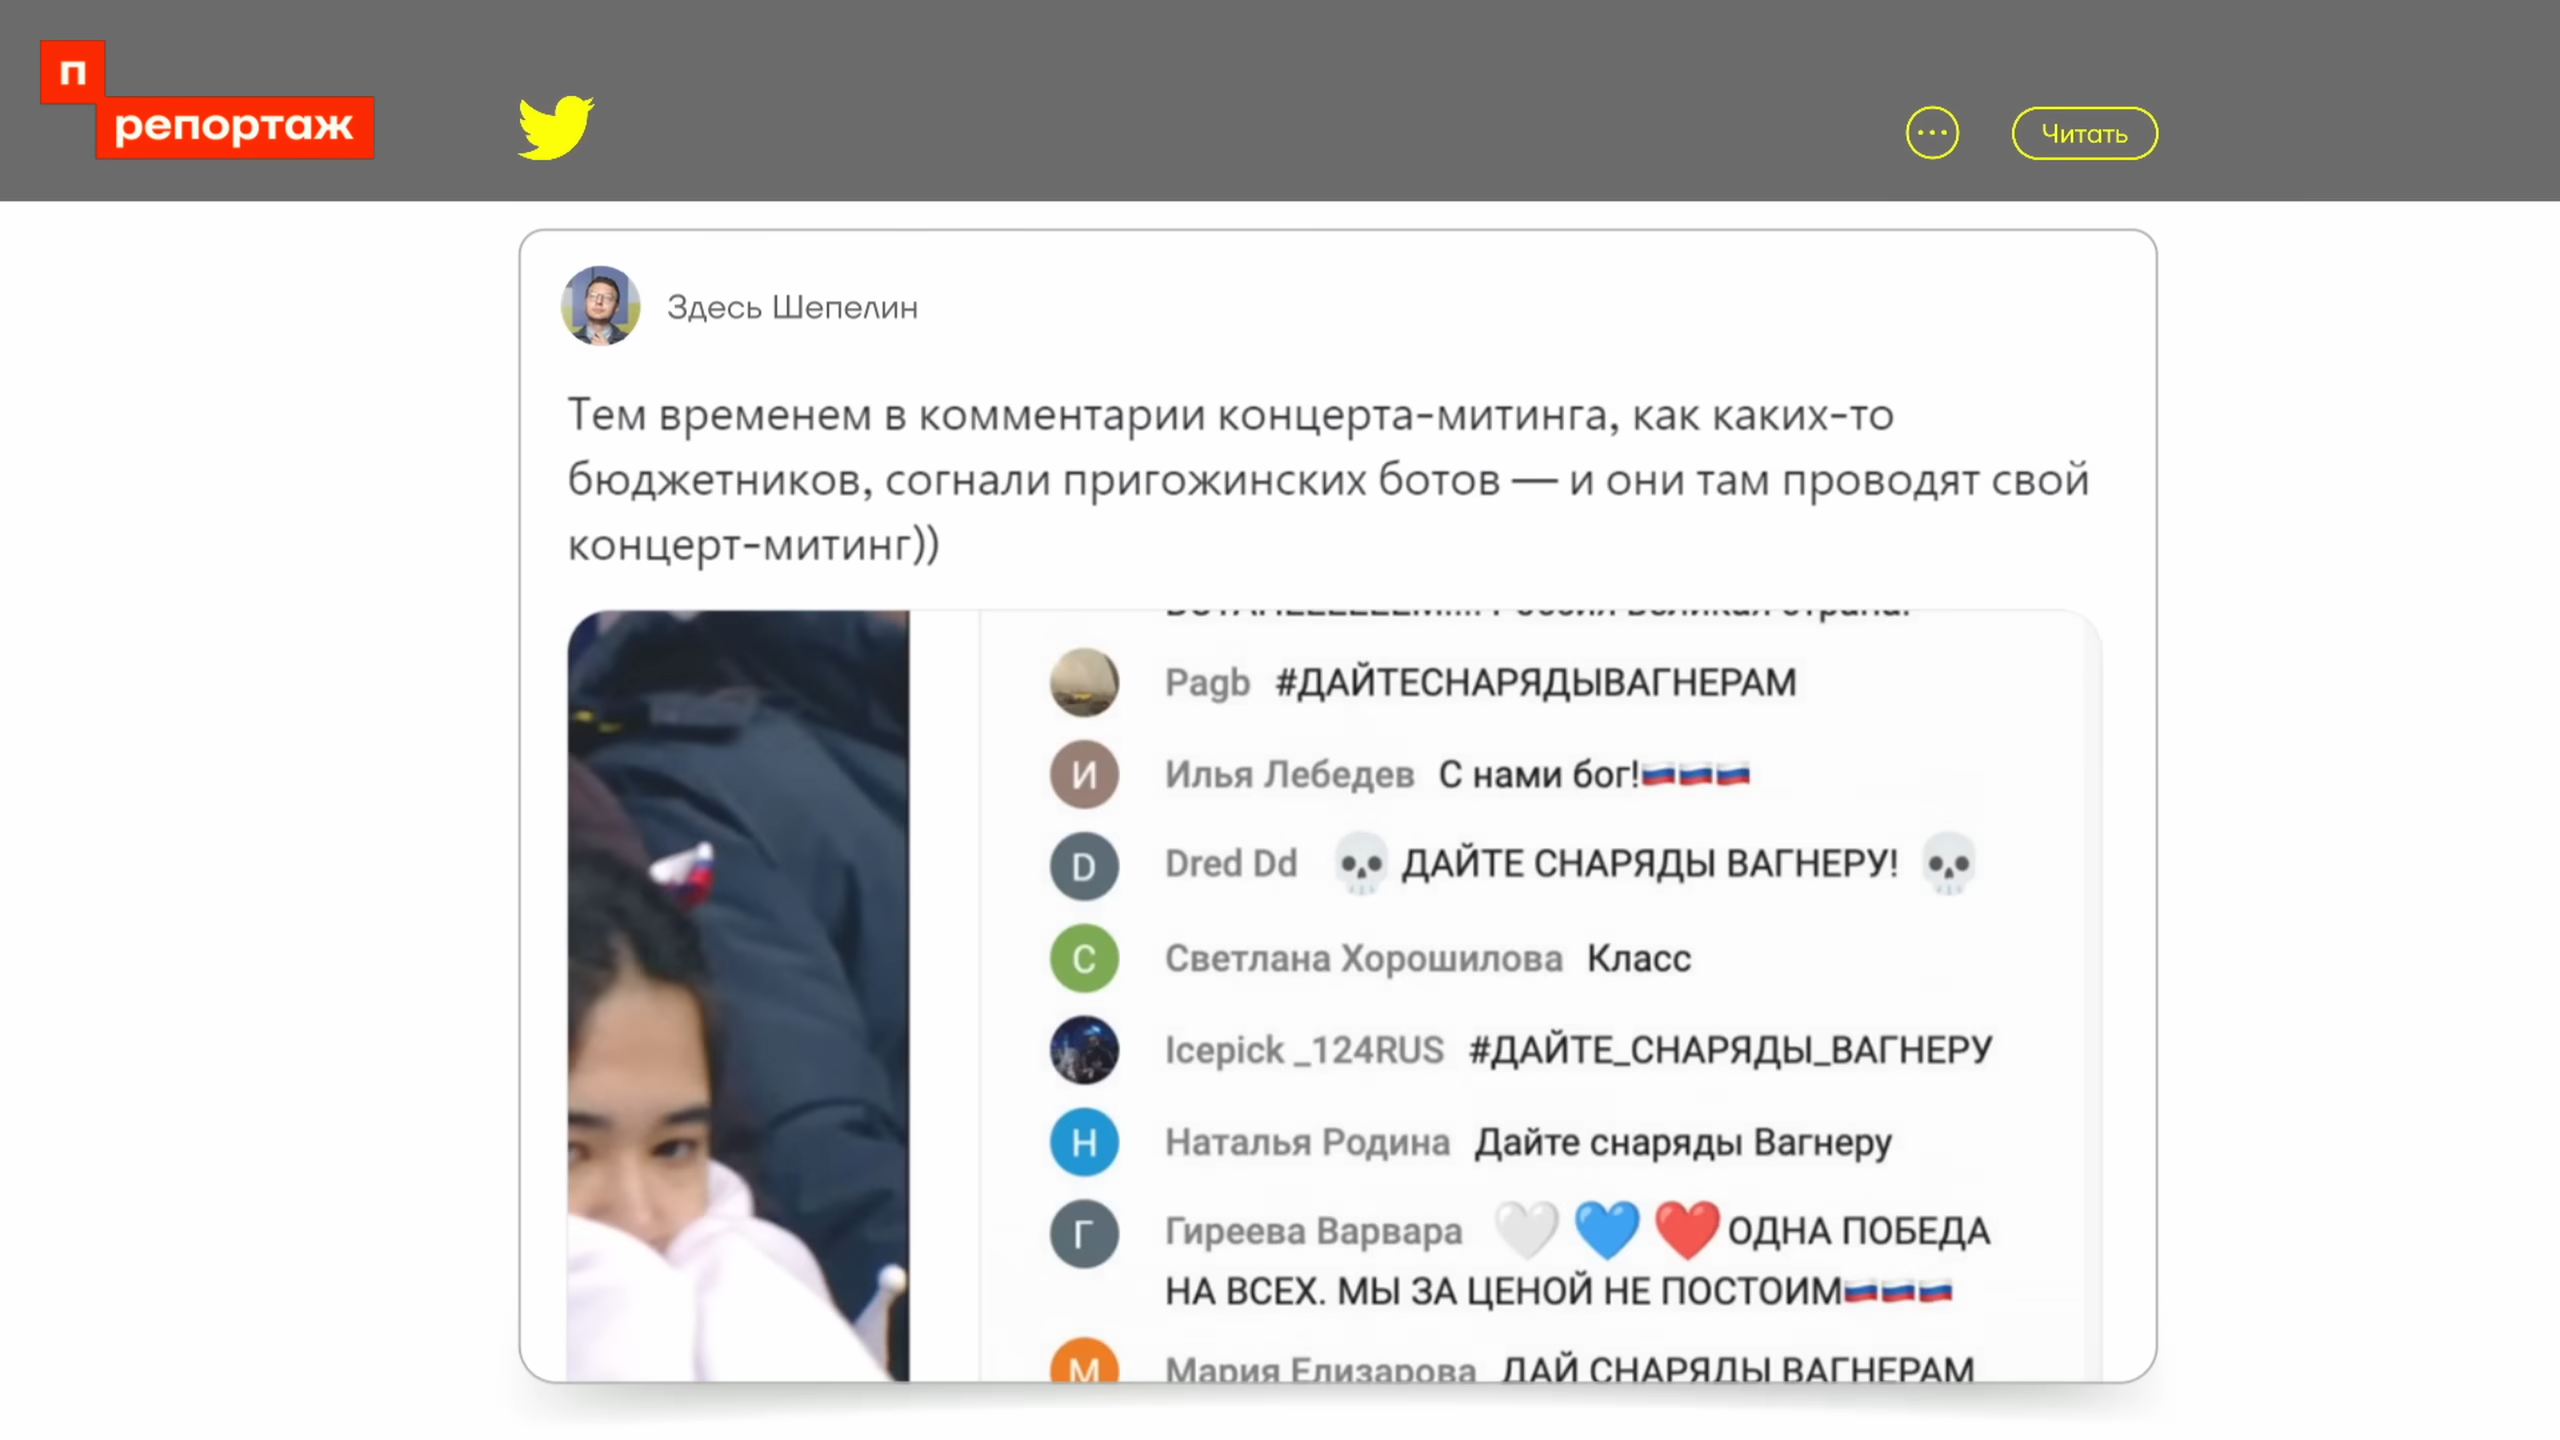 п
репортаж
Читать
Здесь Шепелин
Тем временем в комментарии концерта-митинга, как каких-то
бюджетников, согнали пригожинских ботов — и они там проводят свой
концерт-митинг))
Россия великая страна!
Pagb #ДАЙТЕСНАРЯДЫВАГНЕРАМ
И Илья Лебедев С нами бог!🇷🇺🇷🇺🇷🇺
D Dred Dd 💀 ДАЙТЕ СНАРЯДЫ ВАГНЕРУ! 💀
С Светлана Хорошилова Класс
Icepick _124RUS #ДАЙТЕ_СНАРЯДЫ_ВАГНЕРУ
Н Наталья Родина Дайте снаряды Вагнеру
Г Гиреева Варвара 🤍💙❤️ОДНА ПОБЕДА
НА ВСЕХ. МЫ ЗА ЦЕНОЙ НЕ ПОСТОИМ🇷🇺🇷🇺🇷🇺
М Мария Елизарова ДАЙ СНАРЯДЫ ВАГНЕРАМ